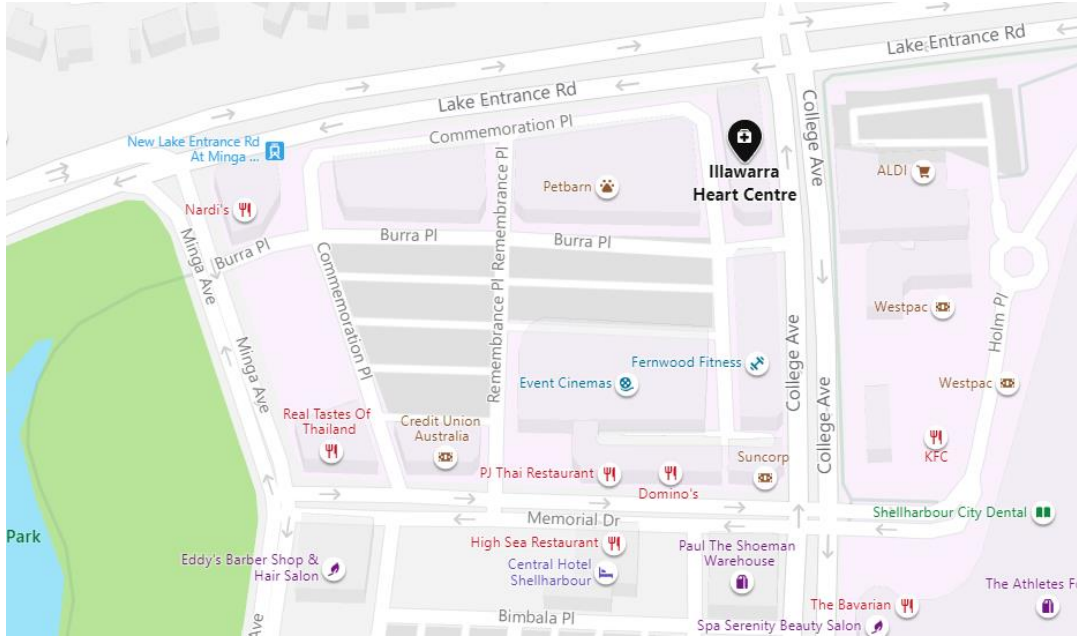 Lake Entrance Rd
Lake Entrance Rd
Commemoration Pl
College Ave
New Lake Entrance Rd
At Minga ...
Illawarra
Heart Centre
ALDI
Petbarn
Remembrance Pl
Nardi's
Burra Pl
Burra Pl
Burra Pl
Minga Ave
Commemoration Pl
Remembrance Pl
Westpac
Holm Pl
Minga Ave
College Ave
College Ave
Fernwood Fitness
Event Cinemas
Westpac
Real Tastes Of
Thailand
Credit Union
Australia
KFC
PJ Thai Restaurant
Domino's
Suncorp
Memorial Dr
Shellharbour City Dental
Park
High Sea Restaurant
Paul The Shoeman
Warehouse
Eddy's Barber Shop &
Hair Salon
Central Hotel
Shellharbour
The Athletes F
Bimbala Pl
The Bavarian
Spa Serenity Beauty Salon
Ave